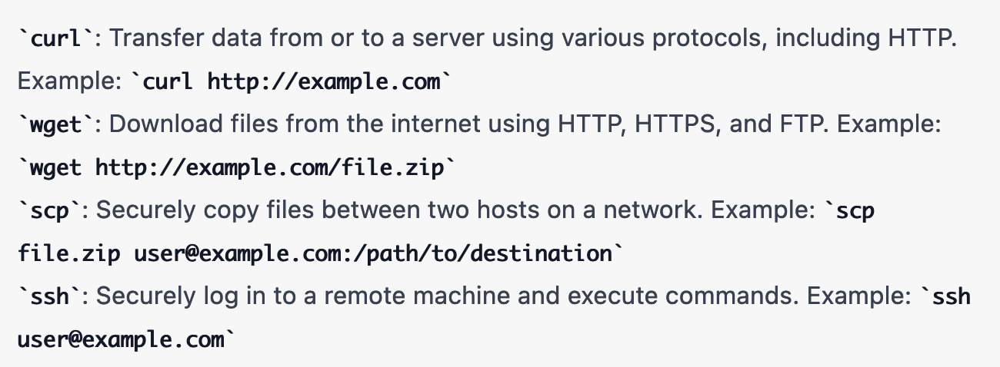 `curl`: Transfer data from or to a server using various protocols, including HTTP.
Example: `curl http://example.com`
`wget`: Download files from the internet using HTTP, HTTPS, and FTP. Example:
`wget http://example.com/file.zip`
`scp`: Securely copy files between two hosts on a network. Example: `scp
file.zip user@example.com:/path/to/destination`
`ssh`: Securely log in to a remote machine and execute commands. Example: `ssh
user@example.com`